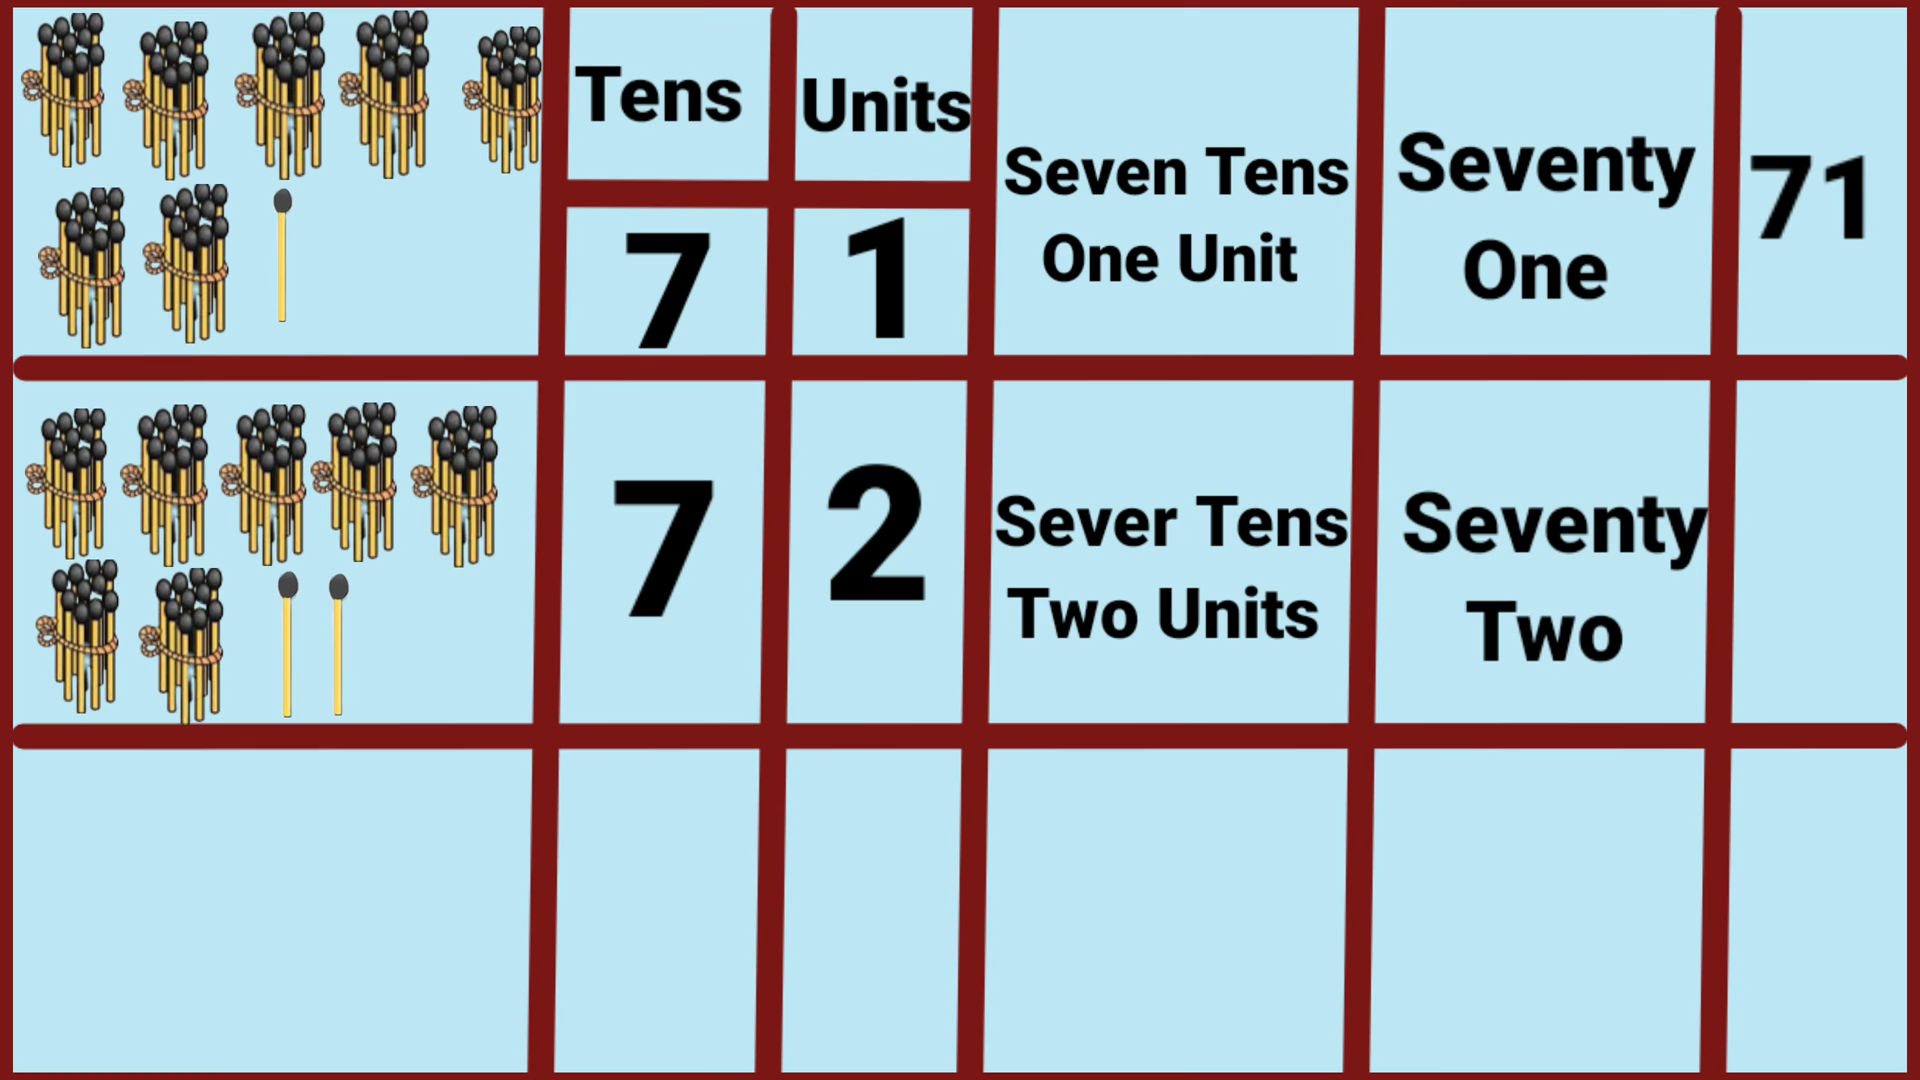 Tens
Units
7
1
Seven Tens
One Unit
Seventy
One
71
7
2
Sever Tens
Two Units
Seventy
Two